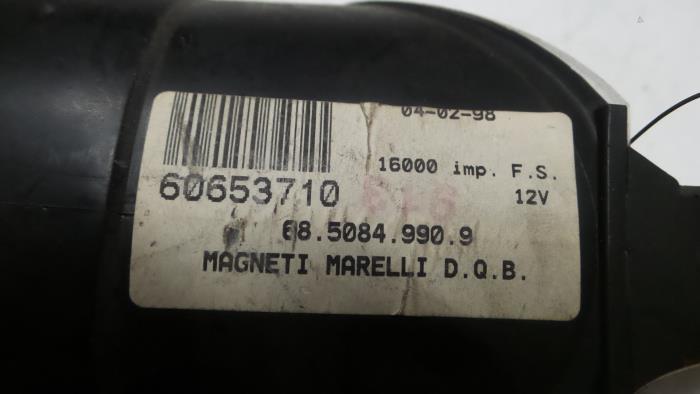 04-02-98
16000 imp. F.S.
60653710
12V
68.5084.990.9
MAGNETI MARELLI D.Q.B.